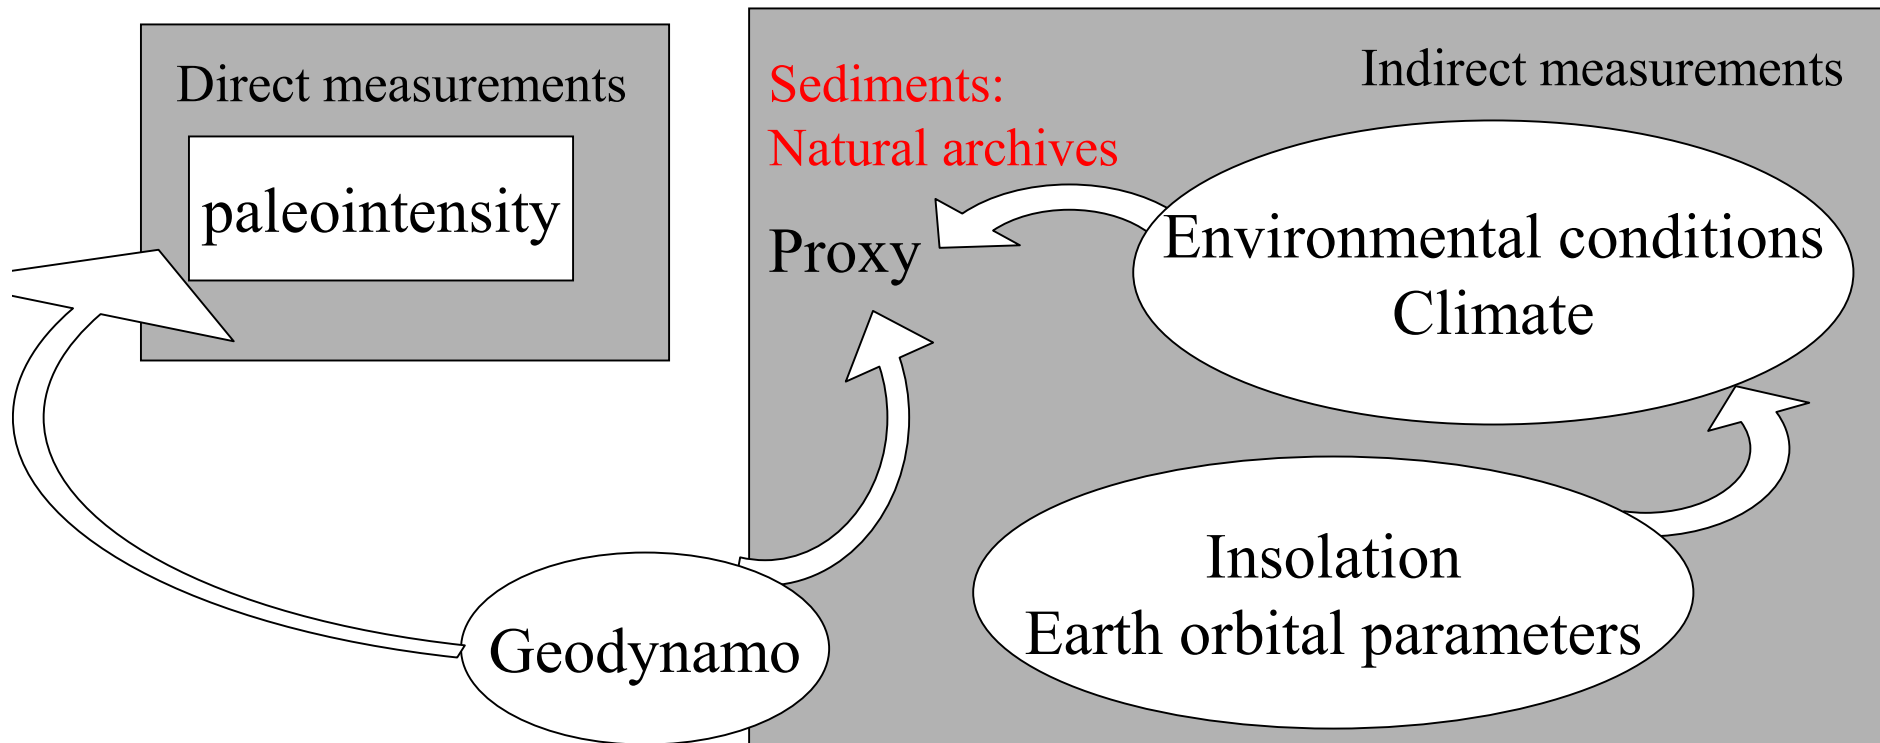 Direct measurements
paleointensity
Sediments:
Natural archives
Proxy
Indirect measurements
Environmental conditions
Climate
Insolation
Earth orbital parameters
Geodynamo